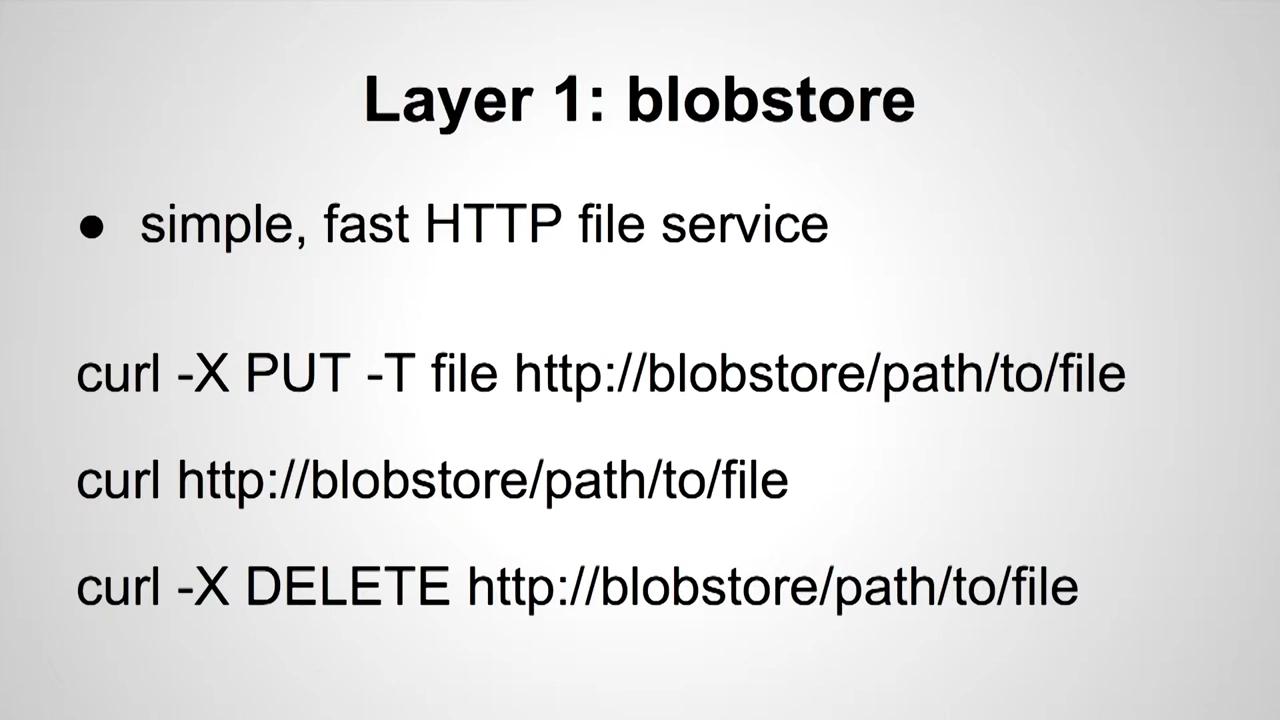 Layer 1: blobstore
● simple, fast HTTP file service
curl -X PUT -T file http://blobstore/path/to/file
curl http://blobstore/path/to/file
curl -X DELETE http://blobstore/path/to/file